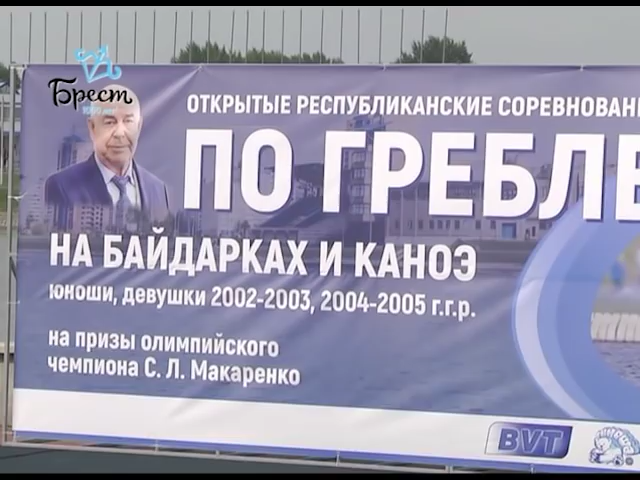 Брест
ОТКРЫТЫЕ РЕСПУБЛИКАНСКИЕ СОРЕВНОВАН
ПО ГРЕБЛЕ
НА БАЙДАРКАХ И КАНОЭ
юноши, девушки 2002-2003, 2004-2005 г.г.р.
на призы олимпийского
чемпиона С. Л. Макаренко
BVT